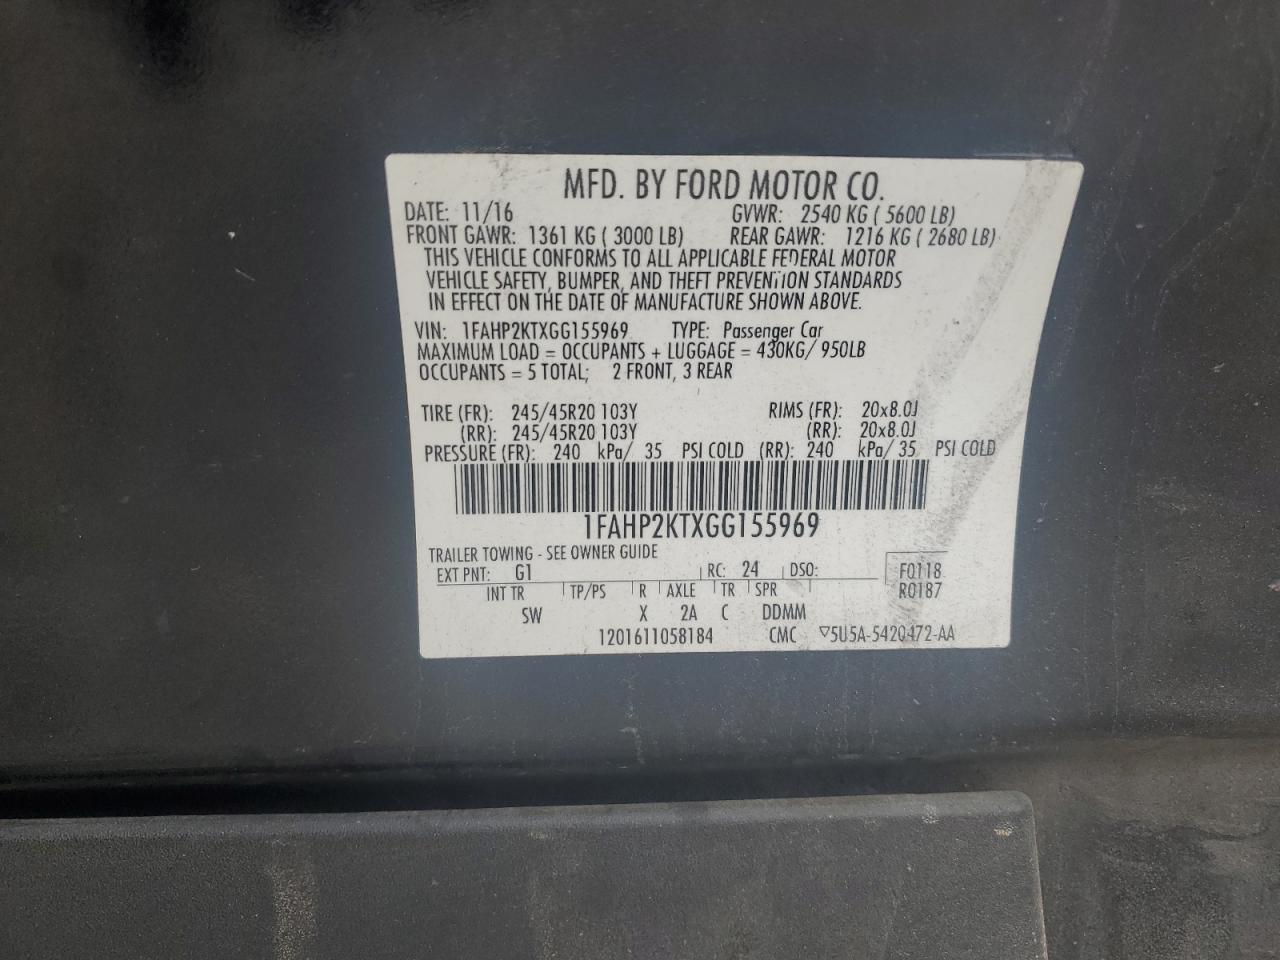 MFD. BY FORD MOTOR CO.
DATE: 11/16 GVWR: 2540 KG ( 5600 LB)
FRONT GAWR: 1361 KG ( 3000 LB) REAR GAWR: 1216 KG ( 2680 LB)
THIS VEHICLE CONFORMS TO ALL APPLICABLE FEDERAL MOTOR
VEHICLE SAFETY, BUMPER, AND THEFT PREVENTION STANDARDS
IN EFFECT ON THE DATE OF MANUFACTURE SHOWN ABOVE.
VIN: 1FAHP2KTXGG155969 TYPE: Passenger Car
MAXIMUM LOAD = OCCUPANTS + LUGGAGE = 430KG/ 950LB
OCCUPANTS = 5 TOTAL; 2 FRONT, 3 REAR
TIRE (FR): 245/45R20 103Y RIMS (FR): 20x8.0J
(RR): 245/45R20 103Y (RR): 20x8.0J
PRESSURE (FR): 240 kPa/ 35 PSI COLD (RR): 240 kPa/ 35 PSI COLD
1FAHP2KTXGG155969
TRAILER TOWING - SEE OWNER GUIDE
EXT PNT: G1 RC: 24 DSO: F0118
INT TR TP/PS R AXLE TR SPR R0187
SW X 2A C DDMM
1201611058184 CMC ▽5U5A-5420472-AA